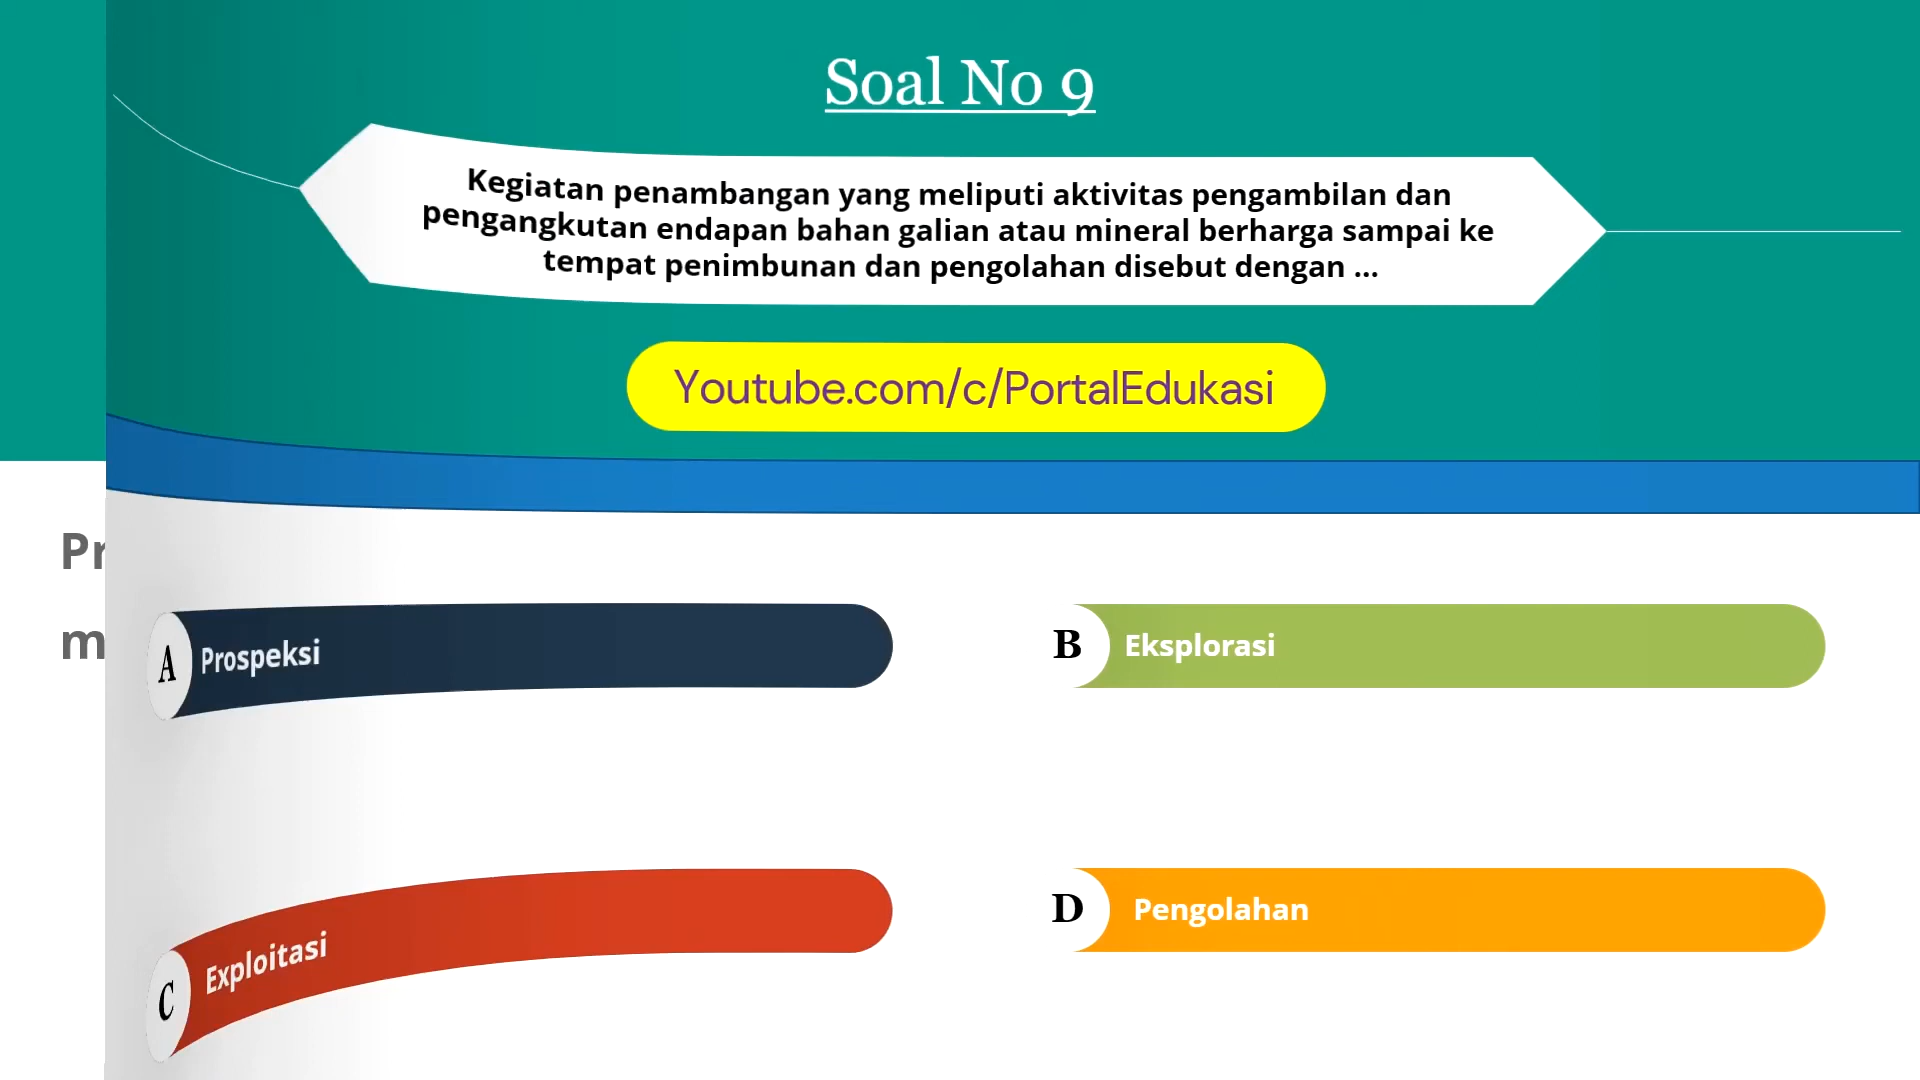 Soal No 9
Kegiatan penambangan yang meliputi aktivitas pengambilan dan
pengangkutan endapan bahan galian atau mineral berharga sampai ke
tempat penimbunan dan pengolahan disebut dengan ...
Youtube.com/c/PortalEdukasi
A Prospeksi
B Eksplorasi
C Exploitasi
D Pengolahan